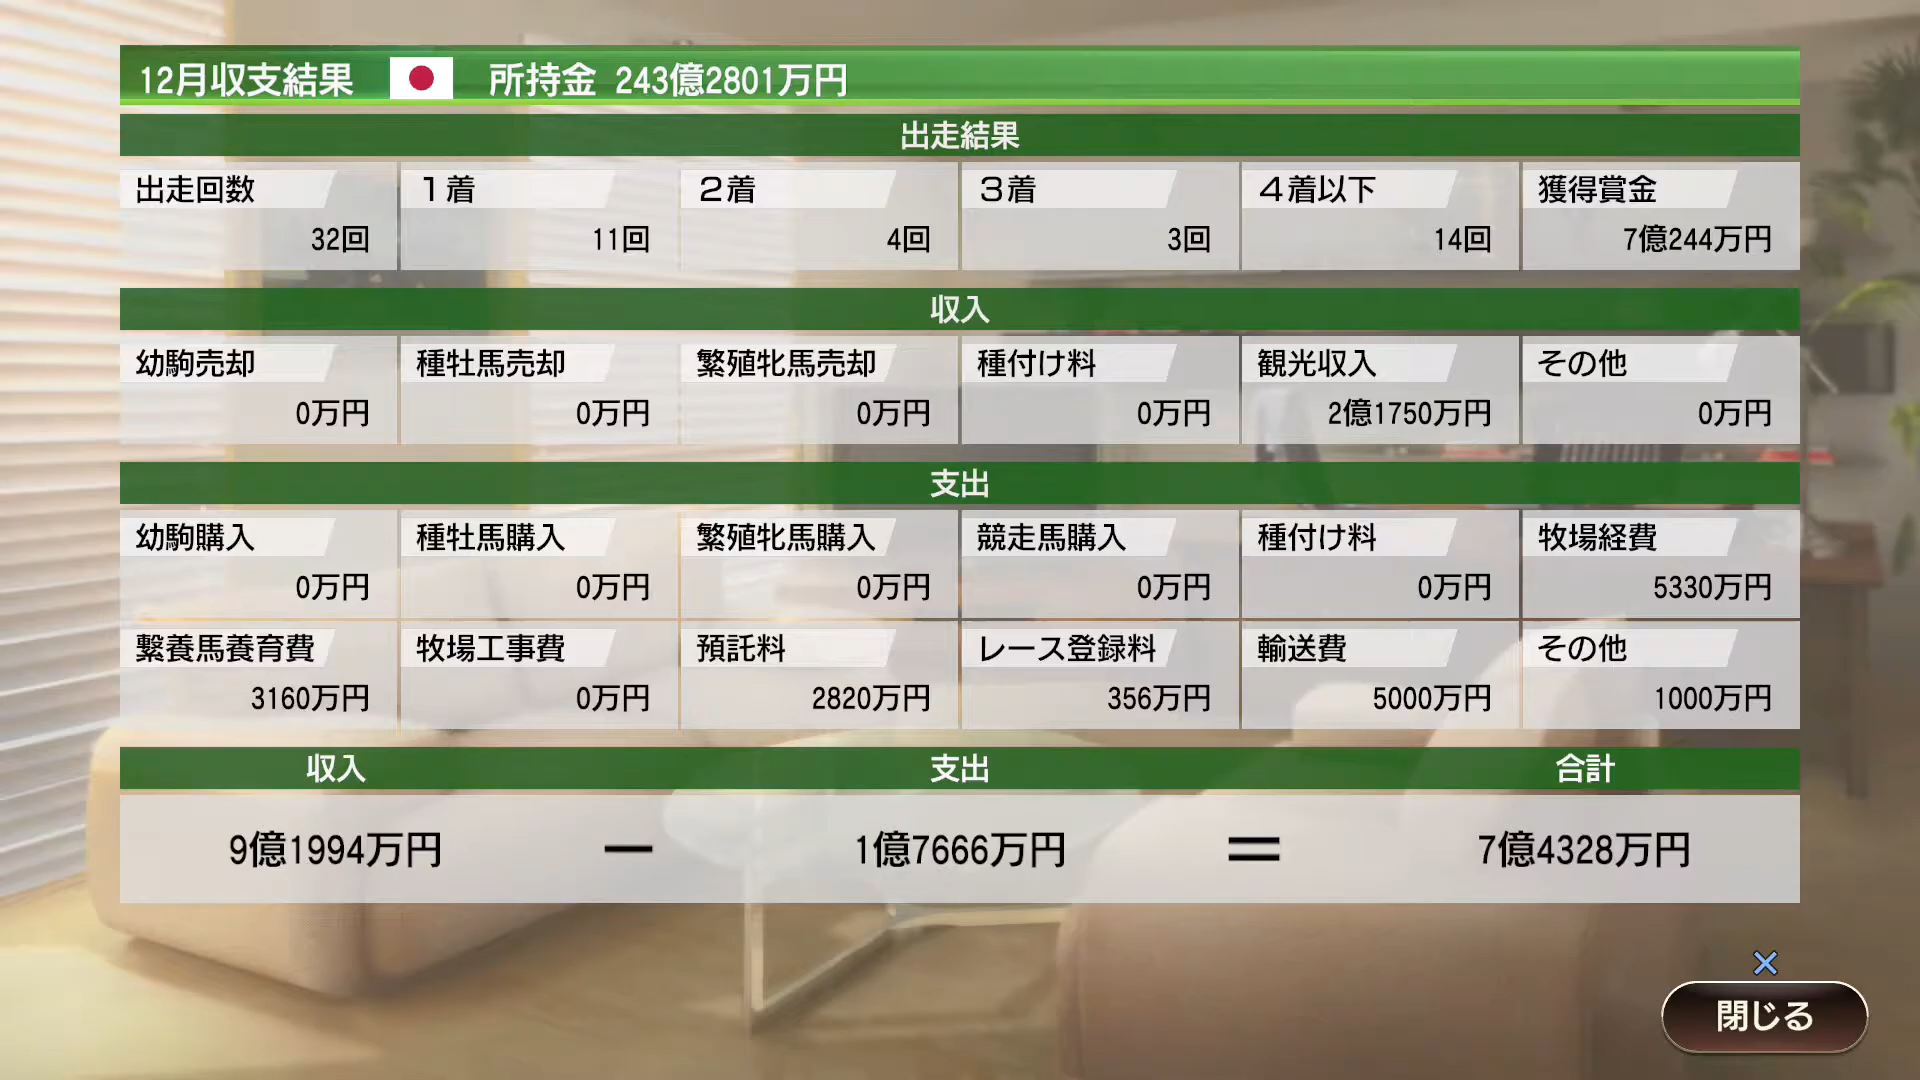 12月収支結果 所持金 243億2801万円
出走結果
出走回数 １着 ２着 ３着 ４着以下 獲得賞金
32回 11回 4回 3回 14回 7億244万円
収入
幼駒売却 種牡馬売却 繁殖牝馬売却 種付け料 観光収入 その他
0万円 0万円 0万円 0万円 2億1750万円 0万円
支出
幼駒購入 種牡馬購入 繁殖牝馬購入 競走馬購入 種付け料 牧場経費
0万円 0万円 0万円 0万円 0万円 5330万円
繋養馬養育費 牧場工事費 預託料 レース登録料 輸送費 その他
3160万円 0万円 2820万円 356万円 5000万円 1000万円
収入 支出 合計
9億1994万円 － 1億7666万円 ＝ 7億4328万円
×
閉じる